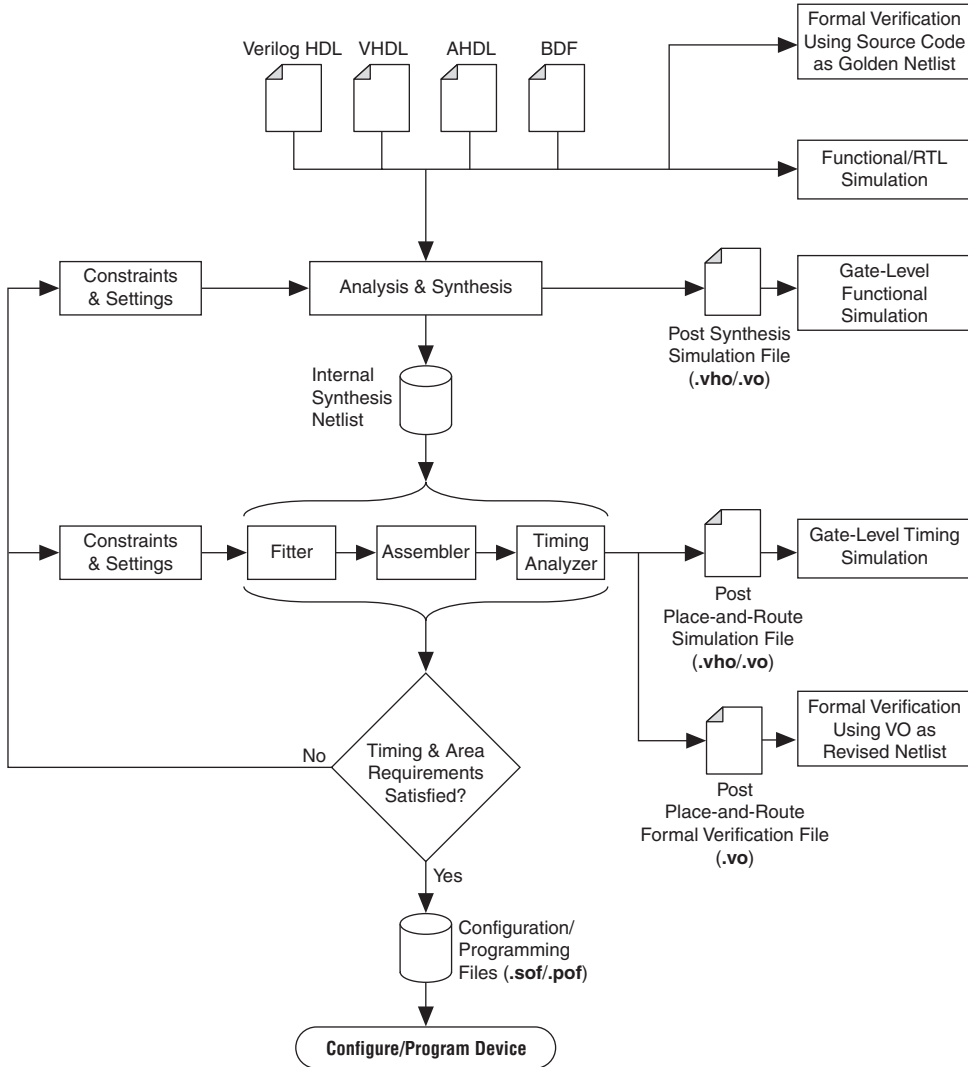 Verilog HDL
VHDL
AHDL
BDF
Formal Verification
Using Source Code
as Golden Netlist
Functional/RTL
Simulation
Constraints
& Settings
Analysis & Synthesis
Gate-Level
Functional
Simulation
Post Synthesis
Simulation File
(.vho/.vo)
Internal
Synthesis
Netlist
Constraints
& Settings
Fitter
Assembler
Timing
Analyzer
Gate-Level Timing
Simulation
Post
Place-and-Route
Simulation File
(.vho/.vo)
Formal Verification
Using VO as
Revised Netlist
No
Timing & Area
Requirements
Satisfied?
Post
Place-and-Route
Formal Verification File
(.vo)
Yes
Configuration/
Programming
Files (.sof/.pof)
Configure/Program Device